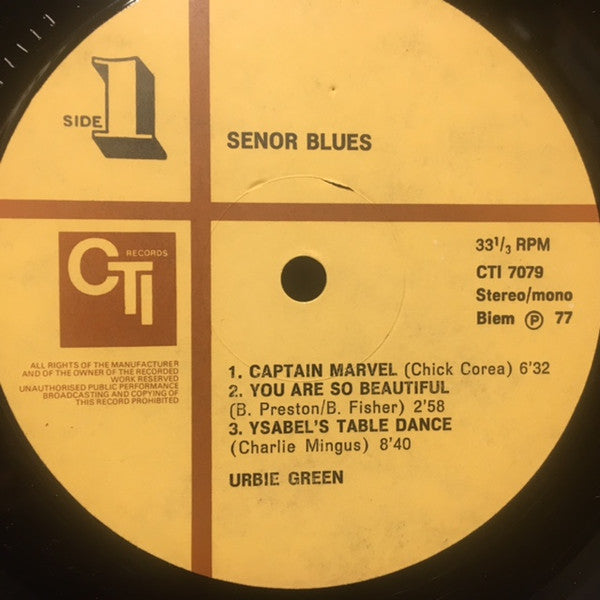 SIDE 1
SENOR BLUES
CTI RECORDS
33 1/3 RPM
CTI 7079
Stereo/mono
Biem Ⓟ 77
ALL RIGHTS OF THE MANUFACTURER
AND OF THE OWNER OF THE RECORDED
WORK RESERVED
UNAUTHORISED PUBLIC PERFORMANCE
BROADCASTING AND COPYING OF
THIS RECORD PROHIBITED
1. CAPTAIN MARVEL (Chick Corea) 6'32
2. YOU ARE SO BEAUTIFUL
(B. Preston/B. Fisher) 2'58
3. YSABEL'S TABLE DANCE
(Charlie Mingus) 8'40
URBIE GREEN